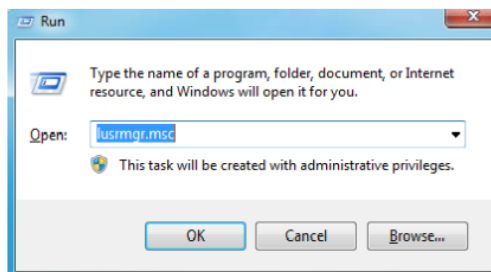 Run
Type the name of a program, folder, document, or Internet
resource, and Windows will open it for you.
Open:
lusrmgr.msc
This task will be created with administrative privileges.
OK
Cancel
Browse...